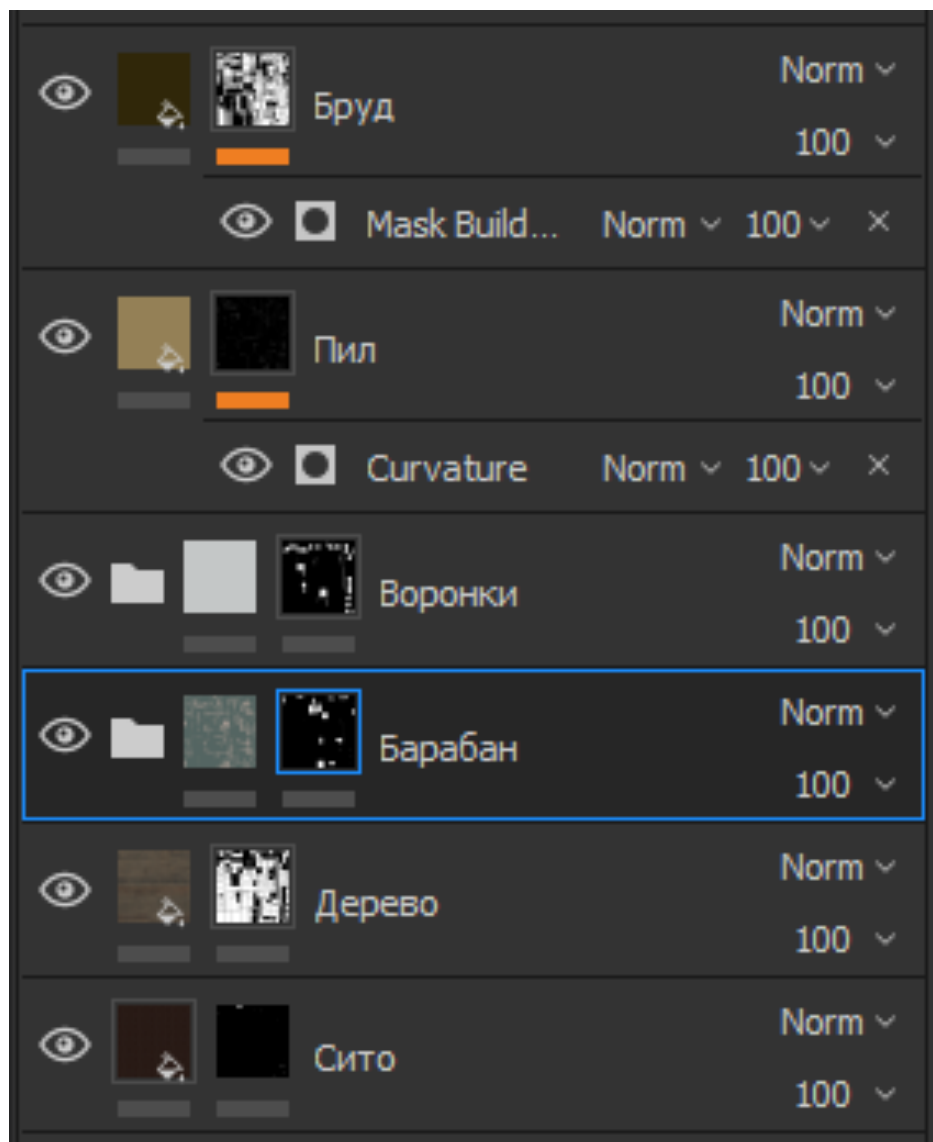 Norm
Бруд
100
Mask Build... Norm 100 ×
Norm
Пил
100
Curvature Norm 100 ×
Norm
Воронки
100
Norm
Барабан
100
Norm
Дерево
100
Norm
Сито
100